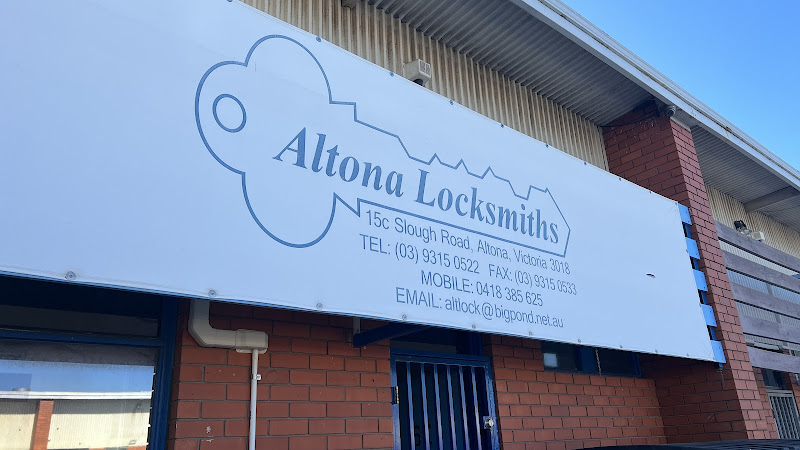 Altona Locksmiths
15c Slough Road, Altona, Victoria 3018
TEL: (03) 9315 0522 FAX: (03) 9315 0533
MOBILE: 0418 385 625
EMAIL: altlock@bigpond.net.au